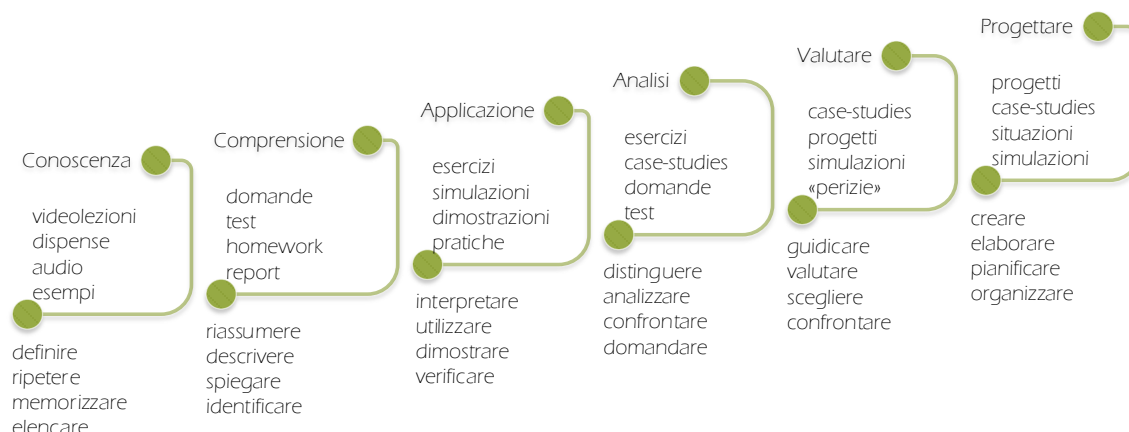 Conoscenza
videolezioni
dispense
audio
esempi
definire
ripetere
memorizzare
elencare
Comprensione
domande
test
homework
report
riassumere
descrivere
spiegare
identificare
Applicazione
esercizi
simulazioni
dimostrazioni
pratiche
interpretare
utilizzare
dimostrare
verificare
Analisi
esercizi
case-studies
domande
test
distinguere
analizzare
confrontare
domandare
Valutare
case-studies
progetti
simulazioni
«perizie»
guidicare
valutare
scegliere
confrontare
Progettare
progetti
case-studies
situazioni
simulazioni
creare
elaborare
pianificare
organizzare